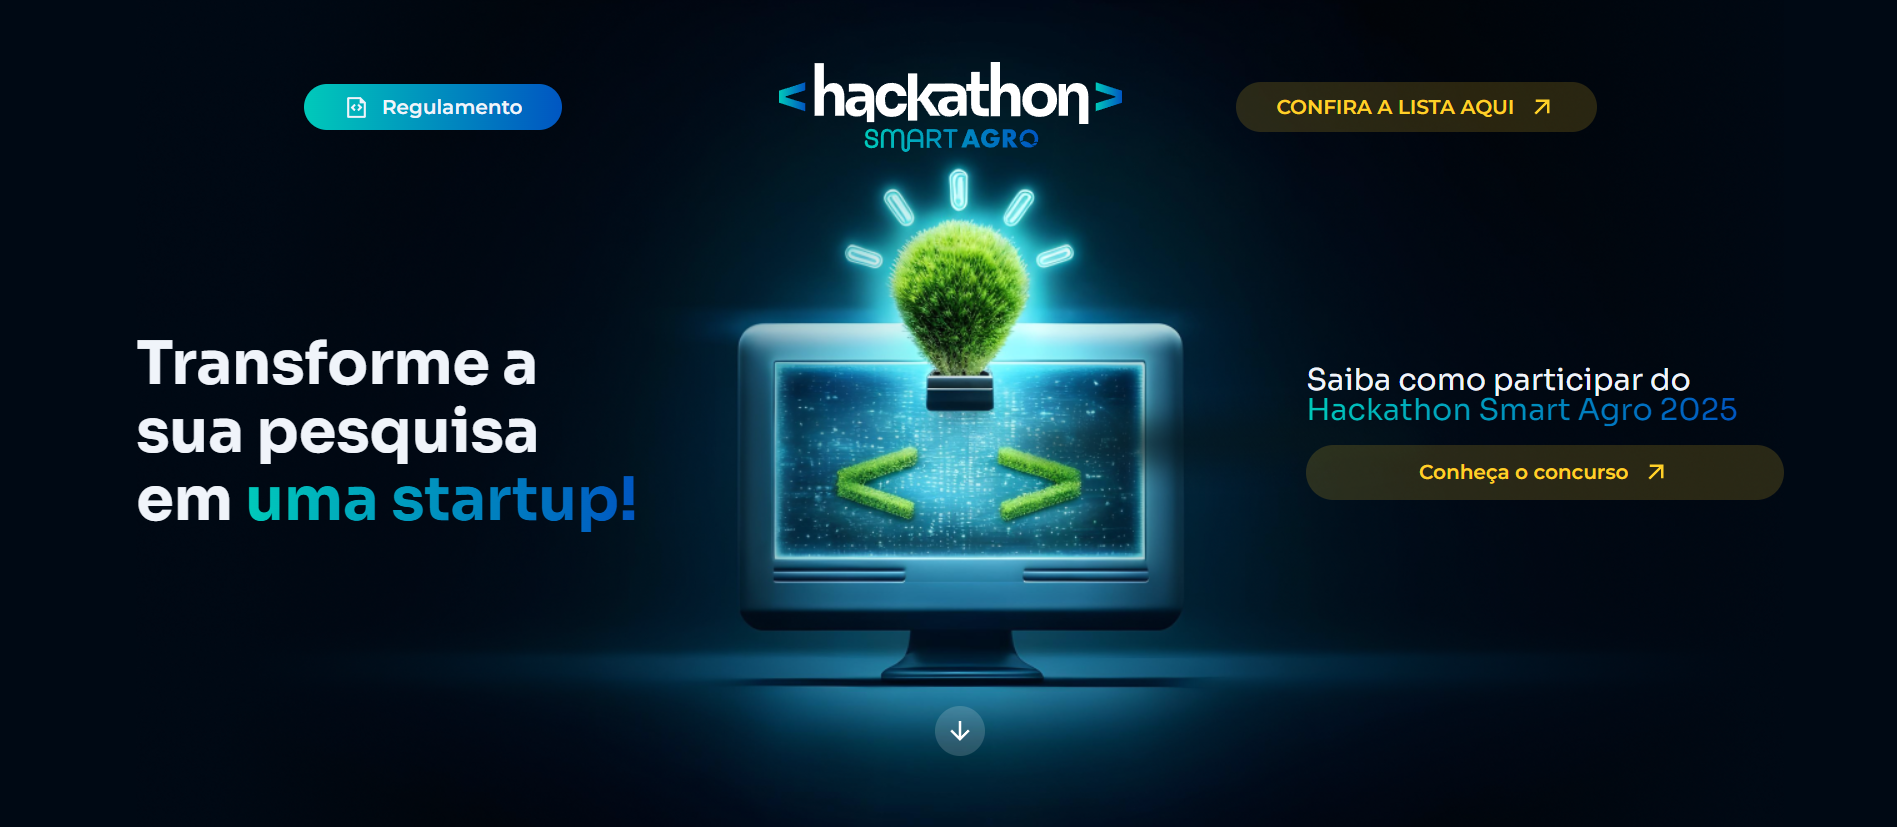 Regulamento
<hackathon>
SMART AGRO
CONFIRA A LISTA AQUI
Transforme a
sua pesquisa
em uma startup!
< >
Saiba como participar do
Hackathon Smart Agro 2025
Conheça o concurso